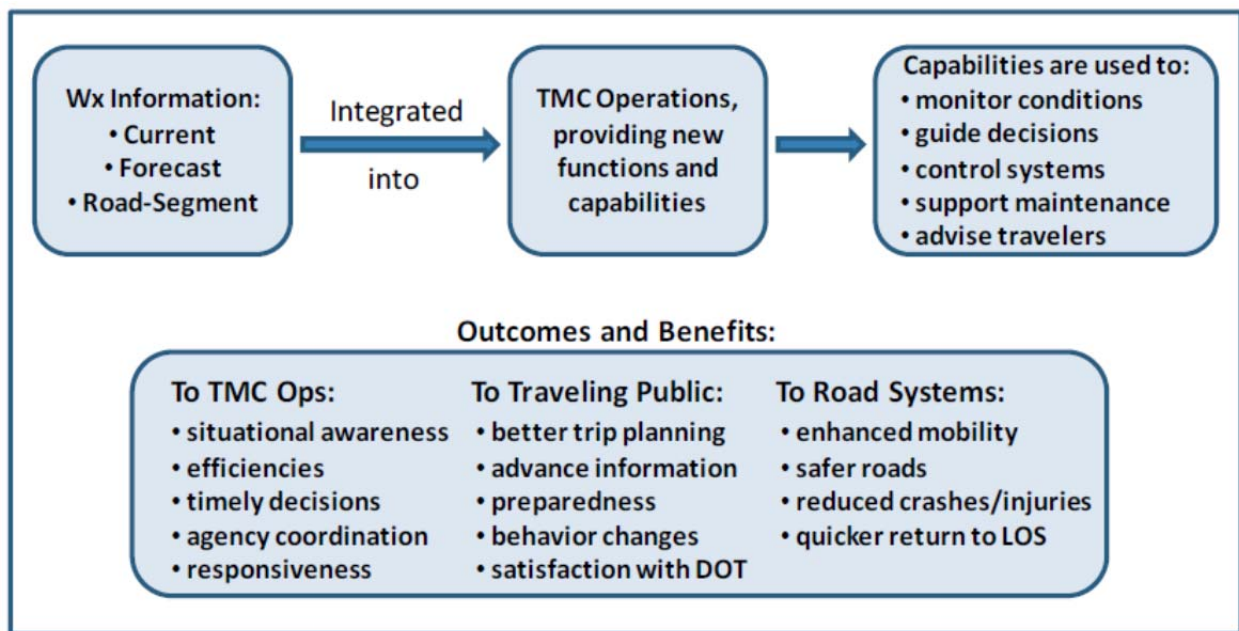 Wx Information:
• Current
• Forecast
• Road-Segment
Integrated
into
TMC Operations,
providing new
functions and
capabilities
Capabilities are used to:
• monitor conditions
• guide decisions
• control systems
• support maintenance
• advise travelers
Outcomes and Benefits:
To TMC Ops:
• situational awareness
• efficiencies
• timely decisions
• agency coordination
• responsiveness
To Traveling Public:
• better trip planning
• advance information
• preparedness
• behavior changes
• satisfaction with DOT
To Road Systems:
• enhanced mobility
• safer roads
• reduced crashes/injuries
• quicker return to LOS